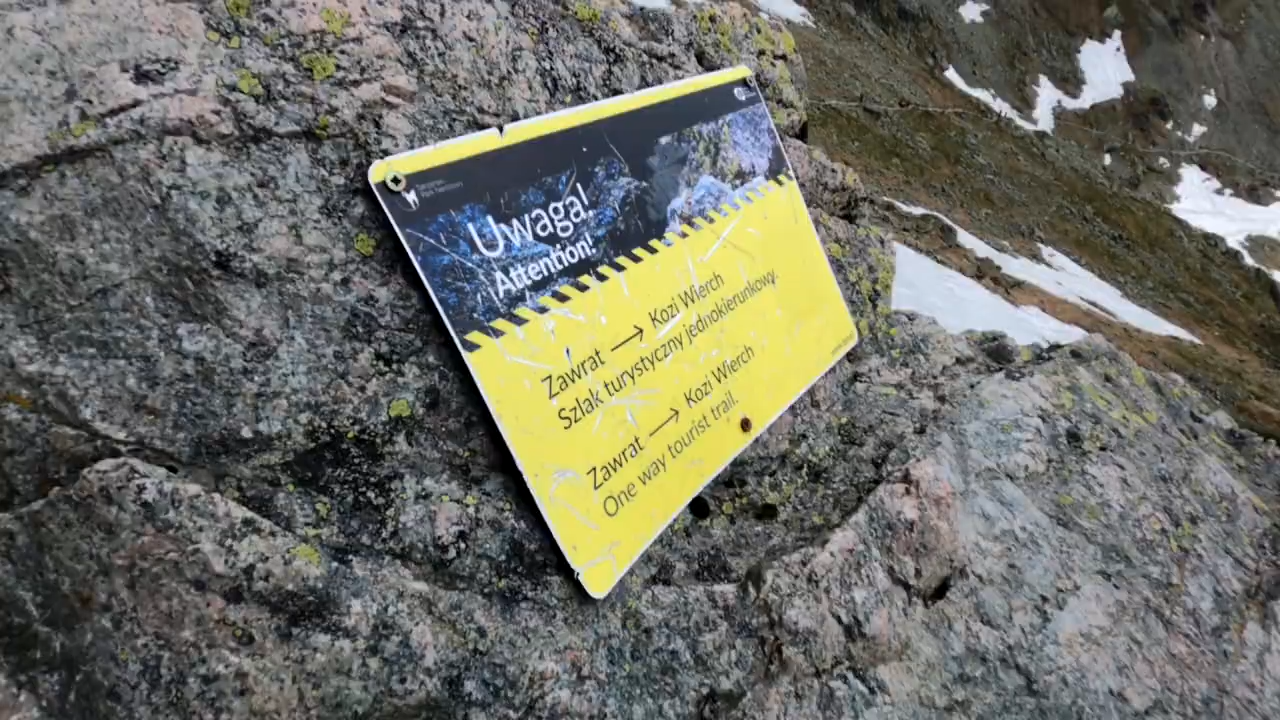 Uwaga!
Attention!
Zawrat → Kozi Wierch
Szlak turystyczny jednokierunkowy.
Zawrat → Kozi Wierch
One way tourist trail.